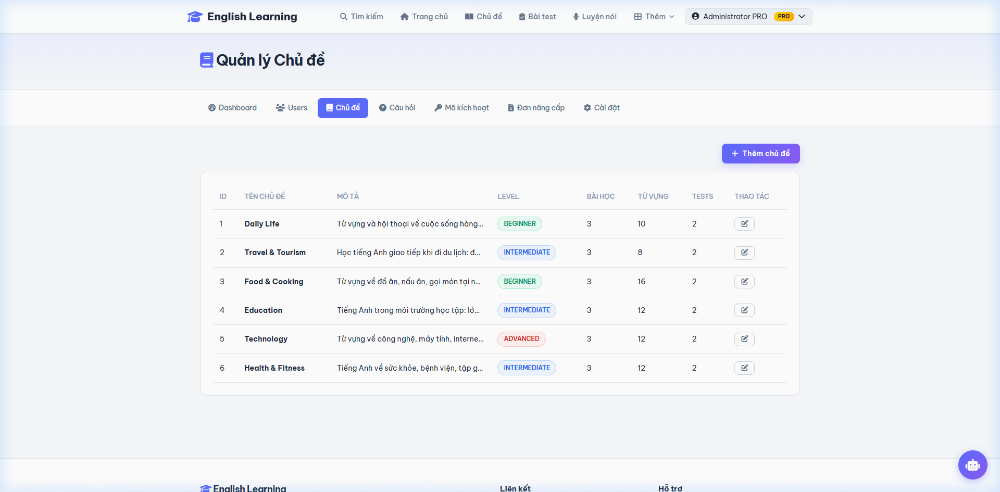 English Learning
Tìm kiếm Trang chủ Chủ đề Bài test Luyện nói Thêm Administrator PRO PRO
Quản lý Chủ đề
Dashboard Users Chủ đề Câu hỏi Mã kích hoạt Đơn nâng cấp Cài đặt
Thêm chủ đề
ID TÊN CHỦ ĐỀ MÔ TẢ LEVEL BÀI HỌC TỪ VỰNG TESTS THAO TÁC
1 Daily Life Từ vựng và hội thoại về cuộc sống hàng... BEGINNER 3 10 2
2 Travel & Tourism Học tiếng Anh giao tiếp khi đi du lịch: đ... INTERMEDIATE 3 8 2
3 Food & Cooking Từ vựng về đồ ăn, nấu ăn, gọi món tại n... BEGINNER 3 16 2
4 Education Tiếng Anh trong môi trường học tập: lớ... INTERMEDIATE 3 12 2
5 Technology Từ vựng về công nghệ, máy tính, interne... ADVANCED 3 12 2
6 Health & Fitness Tiếng Anh về sức khỏe, bệnh viện, tập g... INTERMEDIATE 3 12 2
English Learning Liên kết Hỗ trợ